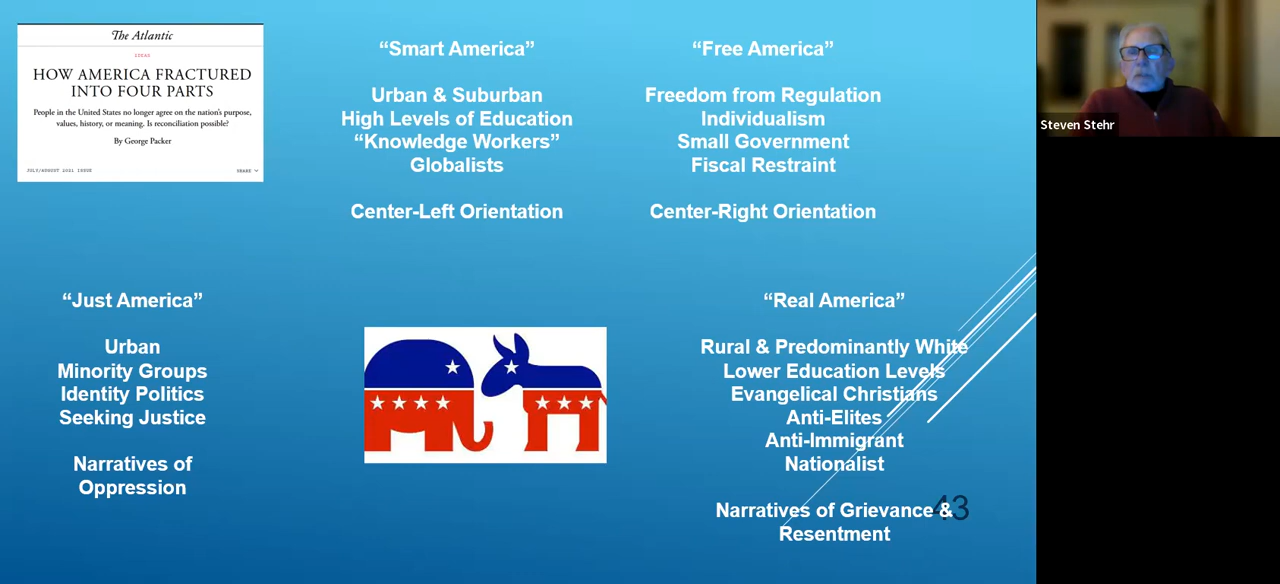 The Atlantic
IDEAS
HOW AMERICA FRACTURED
INTO FOUR PARTS
People in the United States no longer agree on the nation's purpose,
values, history, or meaning. Is reconciliation possible?
By George Packer
JULY/AUGUST 2021 ISSUE
SHARE
“Smart America”
Urban & Suburban
High Levels of Education
“Knowledge Workers”
Globalists
Center-Left Orientation
“Free America”
Freedom from Regulation
Individualism
Small Government
Fiscal Restraint
Center-Right Orientation
Steven Stehr
“Just America”
Urban
Minority Groups
Identity Politics
Seeking Justice
Narratives of
Oppression
“Real America”
Rural & Predominantly White
Lower Education Levels
Evangelical Christians
Anti-Elites
Anti-Immigrant
Nationalist
Narratives of Grievance &
Resentment
43